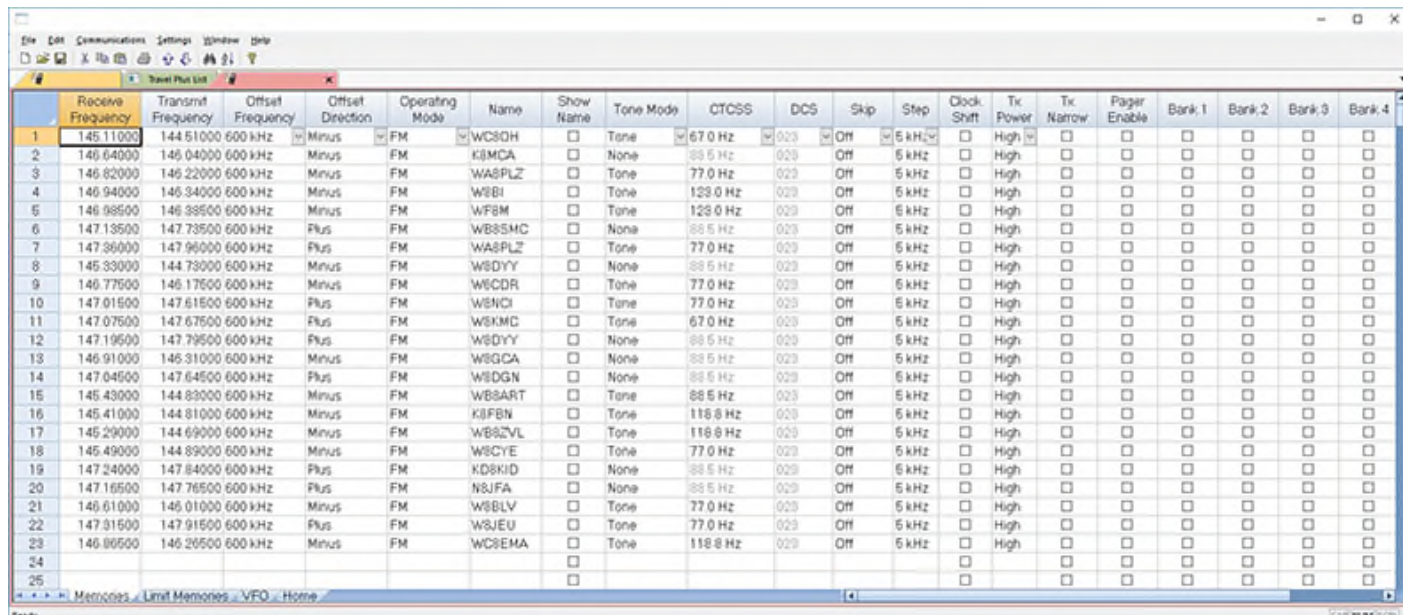 File Edit Communications Settings Window Help
Travel Plus List
Receive Frequency Transmit Frequency Offset Frequency Offset Direction Operating Mode Name Show Name Tone Mode CTCSS DCS Skip Step Clock Shift Tx Power Tx Narrow Pager Enable Bank 1 Bank 2 Bank 3 Bank 4
1 145.11000 144.51000 600 kHz Minus FM WC8OH Tone 67.0 Hz 023 Off 5 kHz High
2 146.64000 146.04000 600 kHz Minus FM K8MCA None 88.5 Hz 023 Off 5 kHz High
3 146.82000 146.22000 600 kHz Minus FM WA8PLZ Tone 77.0 Hz 023 Off 5 kHz High
4 146.94000 146.34000 600 kHz Minus FM W8BI Tone 123.0 Hz 023 Off 5 kHz High
5 146.98500 146.38500 600 kHz Minus FM WF8M Tone 123.0 Hz 023 Off 5 kHz High
6 147.13500 147.73500 600 kHz Plus FM WB8SMC None 88.5 Hz 023 Off 5 kHz High
7 147.36000 147.96000 600 kHz Plus FM WA8PLZ Tone 77.0 Hz 023 Off 5 kHz High
8 145.33000 144.73000 600 kHz Minus FM W8DYY None 88.5 Hz 023 Off 5 kHz High
9 146.77500 146.17500 600 kHz Minus FM W8CDR Tone 77.0 Hz 023 Off 5 kHz High
10 147.01500 147.61500 600 kHz Plus FM W8NCI Tone 77.0 Hz 023 Off 5 kHz High
11 147.07500 147.67500 600 kHz Plus FM W8KMC Tone 67.0 Hz 023 Off 5 kHz High
12 147.19500 147.79500 600 kHz Plus FM W8DYY None 88.5 Hz 023 Off 5 kHz High
13 146.91000 146.31000 600 kHz Minus FM W8GCA None 88.5 Hz 023 Off 5 kHz High
14 147.04500 147.64500 600 kHz Plus FM W8DGN None 88.5 Hz 023 Off 5 kHz High
15 145.43000 144.83000 600 kHz Minus FM WB8ART Tone 88.5 Hz 023 Off 5 kHz High
16 145.41000 144.81000 600 kHz Minus FM K8FBN Tone 118.8 Hz 023 Off 5 kHz High
17 145.29000 144.69000 600 kHz Minus FM WB8ZVL Tone 118.8 Hz 023 Off 5 kHz High
18 145.49000 144.89000 600 kHz Minus FM W8CYE Tone 77.0 Hz 023 Off 5 kHz High
19 147.24000 147.84000 600 kHz Plus FM KD8KID None 88.5 Hz 023 Off 5 kHz High
20 147.16500 147.76500 600 kHz Plus FM N8JFA None 88.5 Hz 023 Off 5 kHz High
21 146.61000 146.01000 600 kHz Minus FM W8BLV Tone 77.0 Hz 023 Off 5 kHz High
22 147.31500 147.91500 600 kHz Plus FM W8JEU Tone 77.0 Hz 023 Off 5 kHz High
23 146.86500 146.26500 600 kHz Minus FM WC8EMA Tone 118.8 Hz 023 Off 5 kHz High
24
25
Memories Limit Memories VFO Home